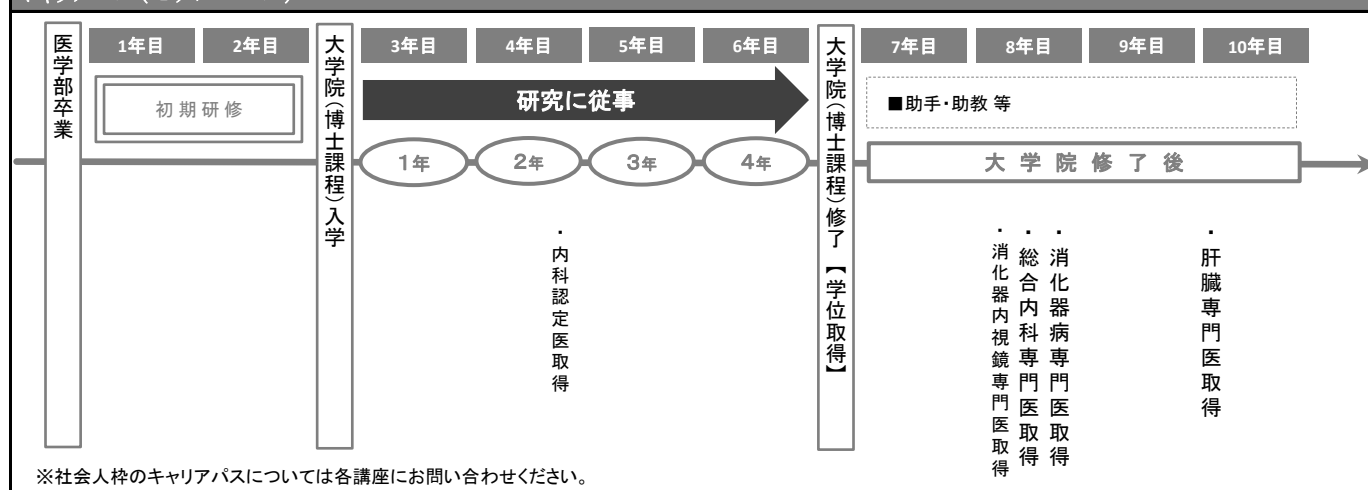 医学部卒業
1年目
2年目
初期研修
大学院(博士課程)入学
3年目
4年目
5年目
6年目
研究に従事
1年
2年
3年
4年
・内科認定医取得
大学院(博士課程)修了 【学位取得】
7年目
8年目
9年目
10年目
■助手・助教 等
大学院修了後
・消化器病専門医取得
・総合内科専門医取得
・消化器内視鏡専門医取得
・肝臓専門医取得
※社会人枠のキャリアパスについては各講座にお問い合わせください。